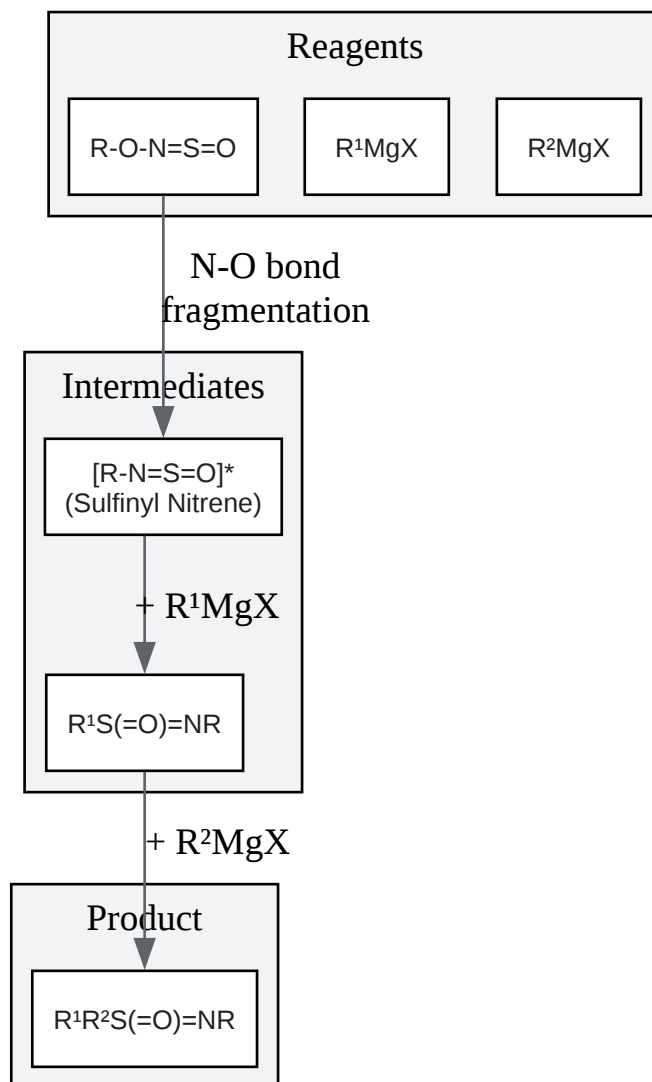 Reagents
R-O-N=S=O
R¹MgX
R²MgX
N-O bond
fragmentation
Intermediates
[R-N=S=O]*
(Sulfinyl Nitrene)
+ R¹MgX
R¹S(=O)=NR
+ R²MgX
Product
R¹R²S(=O)=NR